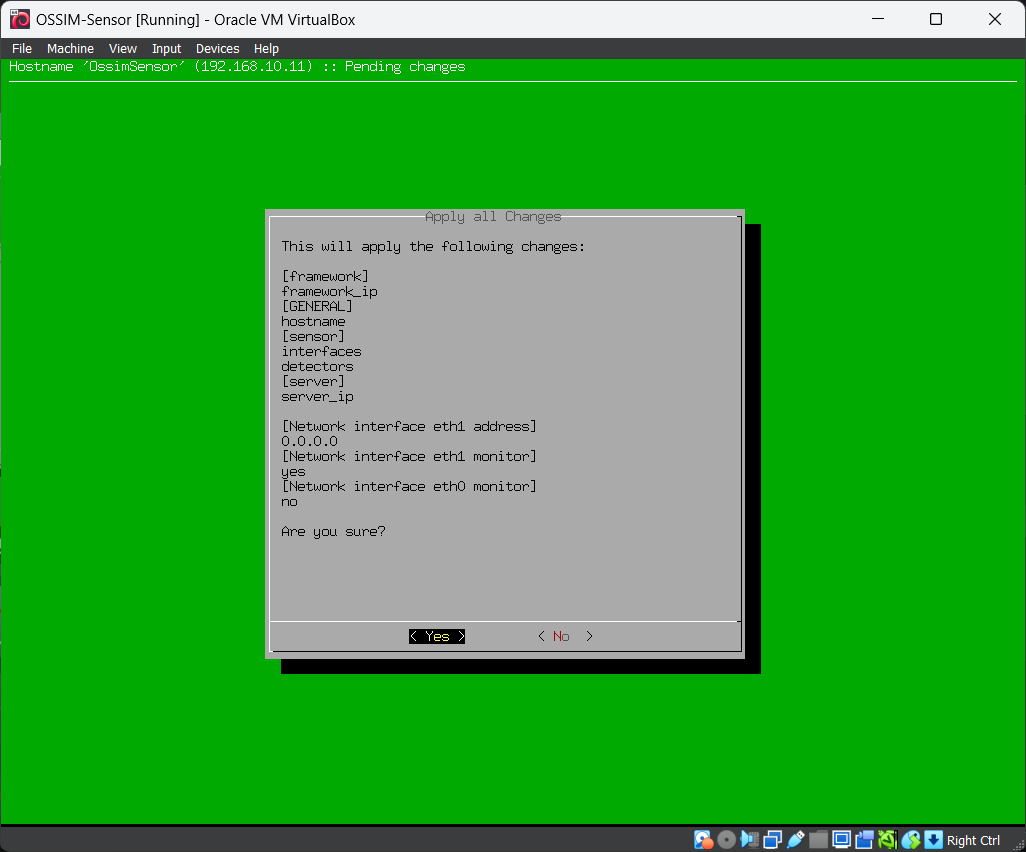 OSSIM-Sensor [Running] - Oracle VM VirtualBox
File Machine View Input Devices Help
Hostname 'OssimSensor' (192.168.10.11) :: Pending changes
Apply all Changes
This will apply the following changes:
[framework]
framework_ip
[GENERAL]
hostname
[sensor]
interfaces
detectors
[server]
server_ip
[Network interface eth1 address]
0.0.0.0
[Network interface eth1 monitor]
yes
[Network interface eth0 monitor]
no
Are you sure?
< Yes > < No >
Right Ctrl